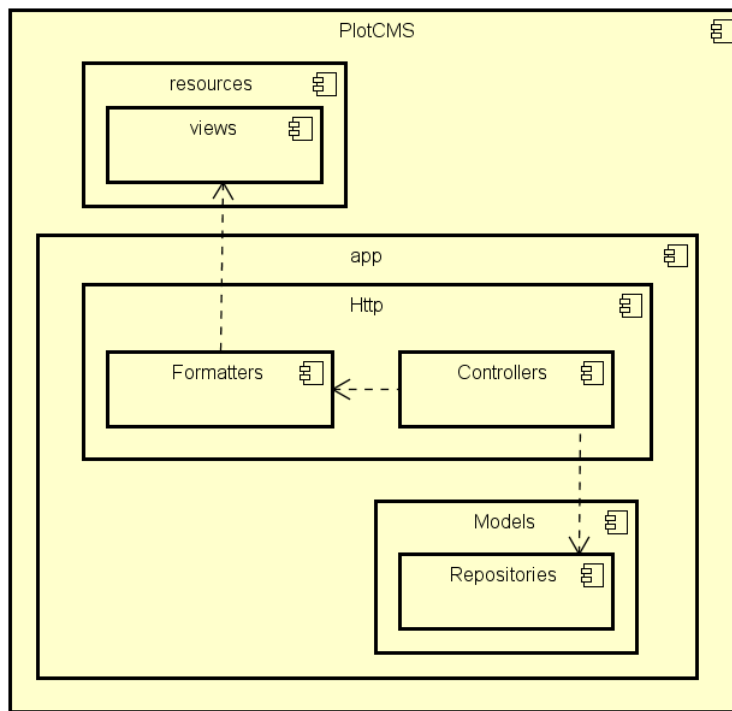 PlotCMS
resources
views
app
Http
Formatters
Controllers
Models
Repositories